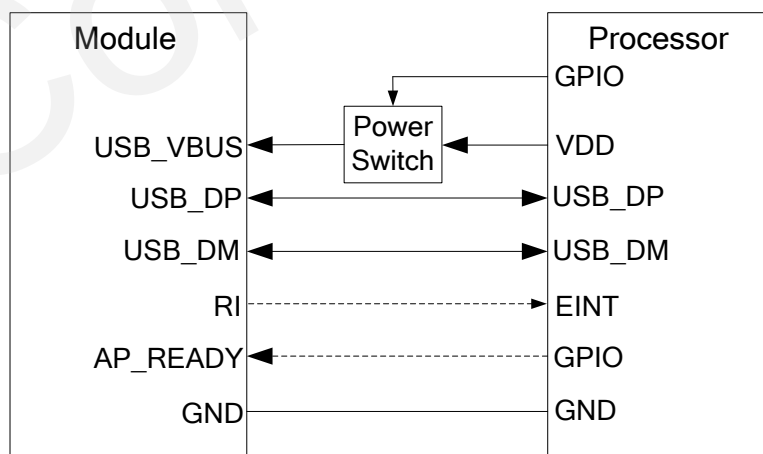 Module
Processor
GPIO
Power
Switch
USB_VBUS
VDD
USB_DP
USB_DP
USB_DM
USB_DM
RI
EINT
AP_READY
GPIO
GND
GND